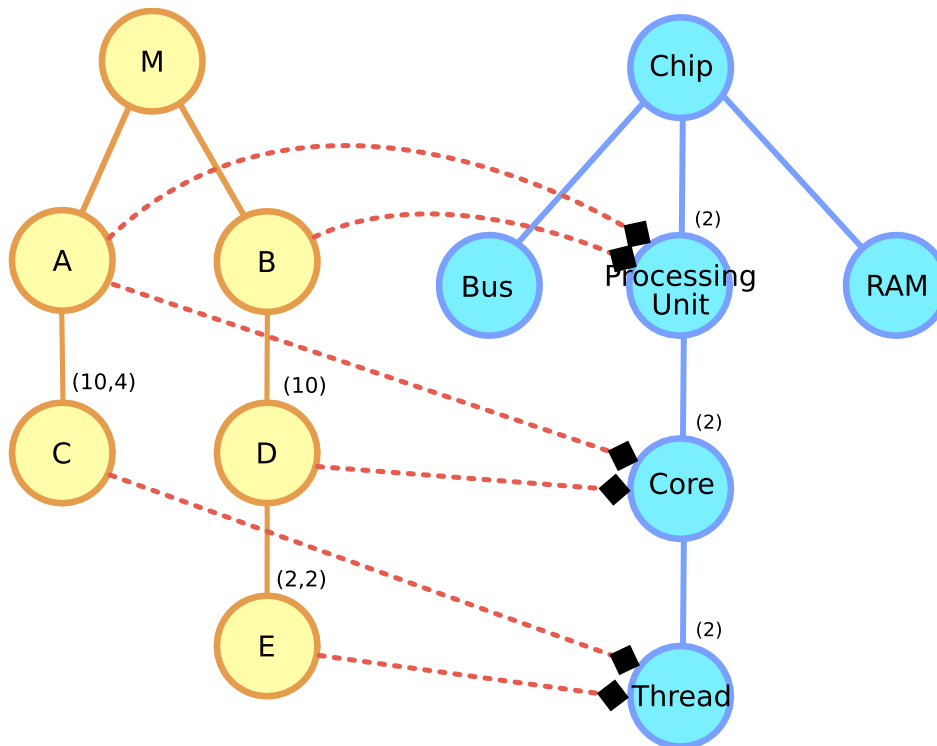 M
Chip
(2)
A
B
Bus
Processing
Unit
RAM
(10,4)
(10)
(2)
C
D
Core
(2,2)
(2)
E
Thread